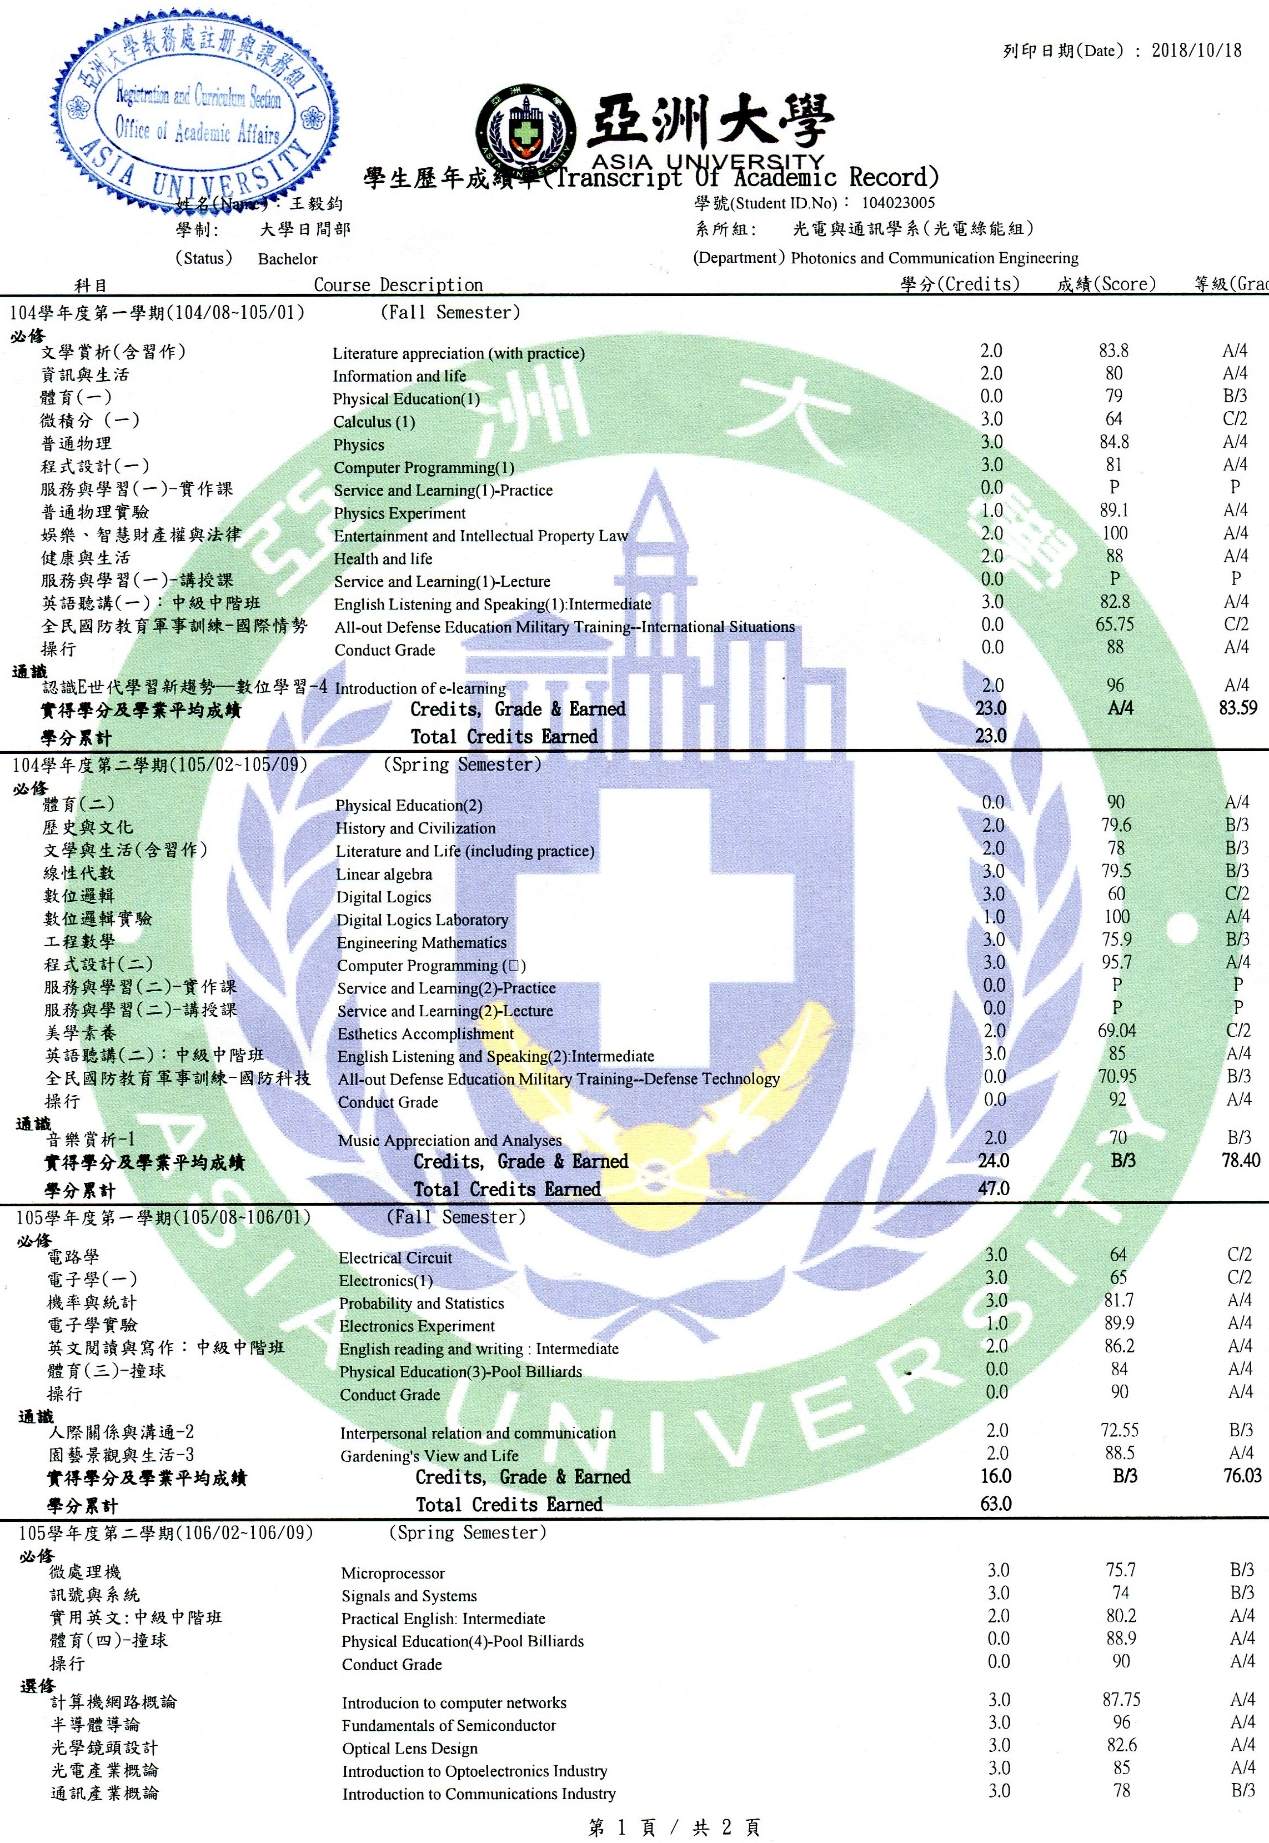 亞洲大學教務處註冊與課務組1
Registration and Curriculum Section
Office of Academic Affairs
ASIA UNIVERSITY
列印日期(Date) : 2018/10/18
亞洲大學
ASIA UNIVERSITY
學生歷年成績單(Transcript Of Academic Record)
姓名(Name):王毅鈞 學號(Student ID.No): 104023005
學制: 大學日間部 系所組: 光電與通訊學系(光電綠能組)
(Status) Bachelor (Department) Photonics and Communication Engineering
科目 Course Description 學分(Credits) 成績(Score) 等級(Grad
104學年度第一學期(104/08~105/01) (Fall Semester)
必修
文學賞析(含習作) Literature appreciation (with practice) 2.0 83.8 A/4
資訊與生活 Information and life 2.0 80 A/4
體育(一) Physical Education(1) 0.0 79 B/3
微積分 (一) Calculus (1) 3.0 64 C/2
普通物理 Physics 3.0 84.8 A/4
程式設計(一) Computer Programming(1) 3.0 81 A/4
服務與學習(一)-實作課 Service and Learning(1)-Practice 0.0 P P
普通物理實驗 Physics Experiment 1.0 89.1 A/4
娛樂、智慧財產權與法律 Entertainment and Intellectual Property Law 2.0 100 A/4
健康與生活 Health and life 2.0 88 A/4
服務與學習(一)-講授課 Service and Learning(1)-Lecture 0.0 P P
英語聽講(一):中級中階班 English Listening and Speaking(1):Intermediate 3.0 82.8 A/4
全民國防教育軍事訓練-國際情勢 All-out Defense Education Military Training--International Situations 0.0 65.75 C/2
操行 Conduct Grade 0.0 88 A/4
通識
認識E世代學習新趨勢—數位學習-4 Introduction of e-learning 2.0 96 A/4
實得學分及學業平均成績 Credits, Grade & Earned 23.0 A/4 83.59
學分累計 Total Credits Earned 23.0
104學年度第二學期(105/02~105/09) (Spring Semester)
必修
體育(二) Physical Education(2) 0.0 90 A/4
歷史與文化 History and Civilization 2.0 79.6 B/3
文學與生活(含習作) Literature and Life (including practice) 2.0 78 B/3
線性代數 Linear algebra 3.0 79.5 B/3
數位邏輯 Digital Logics 3.0 60 C/2
數位邏輯實驗 Digital Logics Laboratory 1.0 100 A/4
工程數學 Engineering Mathematics 3.0 75.9 B/3
程式設計(二) Computer Programming (□) 3.0 95.7 A/4
服務與學習(二)-實作課 Service and Learning(2)-Practice 0.0 P P
服務與學習(二)-講授課 Service and Learning(2)-Lecture 0.0 P P
美學素養 Esthetics Accomplishment 2.0 69.04 C/2
英語聽講(二):中級中階班 English Listening and Speaking(2):Intermediate 3.0 85 A/4
全民國防教育軍事訓練-國防科技 All-out Defense Education Military Training--Defense Technology 0.0 70.95 B/3
操行 Conduct Grade 0.0 92 A/4
通識
音樂賞析-1 Music Appreciation and Analyses 2.0 70 B/3
實得學分及學業平均成績 Credits, Grade & Earned 24.0 B/3 78.40
學分累計 Total Credits Earned 47.0
105學年度第一學期(105/08~106/01) (Fall Semester)
必修
電路學 Electrical Circuit 3.0 64 C/2
電子學(一) Electronics(1) 3.0 65 C/2
機率與統計 Probability and Statistics 3.0 81.7 A/4
電子學實驗 Electronics Experiment 1.0 89.9 A/4
英文閱讀與寫作:中級中階班 English reading and writing : Intermediate 2.0 86.2 A/4
體育(三)-撞球 Physical Education(3)-Pool Billiards 0.0 84 A/4
操行 Conduct Grade 0.0 90 A/4
通識
人際關係與溝通-2 Interpersonal relation and communication 2.0 72.55 B/3
園藝景觀與生活-3 Gardening's View and Life 2.0 88.5 A/4
實得學分及學業平均成績 Credits, Grade & Earned 16.0 B/3 76.03
學分累計 Total Credits Earned 63.0
105學年度第二學期(106/02~106/09) (Spring Semester)
必修
微處理機 Microprocessor 3.0 75.7 B/3
訊號與系統 Signals and Systems 3.0 74 B/3
實用英文:中級中階班 Practical English: Intermediate 2.0 80.2 A/4
體育(四)-撞球 Physical Education(4)-Pool Billiards 0.0 88.9 A/4
操行 Conduct Grade 0.0 90 A/4
選修
計算機網路概論 Introducion to computer networks 3.0 87.75 A/4
半導體導論 Fundamentals of Semiconductor 3.0 96 A/4
光學鏡頭設計 Optical Lens Design 3.0 82.6 A/4
光電產業概論 Introduction to Optoelectronics Industry 3.0 85 A/4
通訊產業概論 Introduction to Communications Industry 3.0 78 B/3
第 1 頁 / 共 2 頁
亞洲大學
ASIA UNIVERSITY